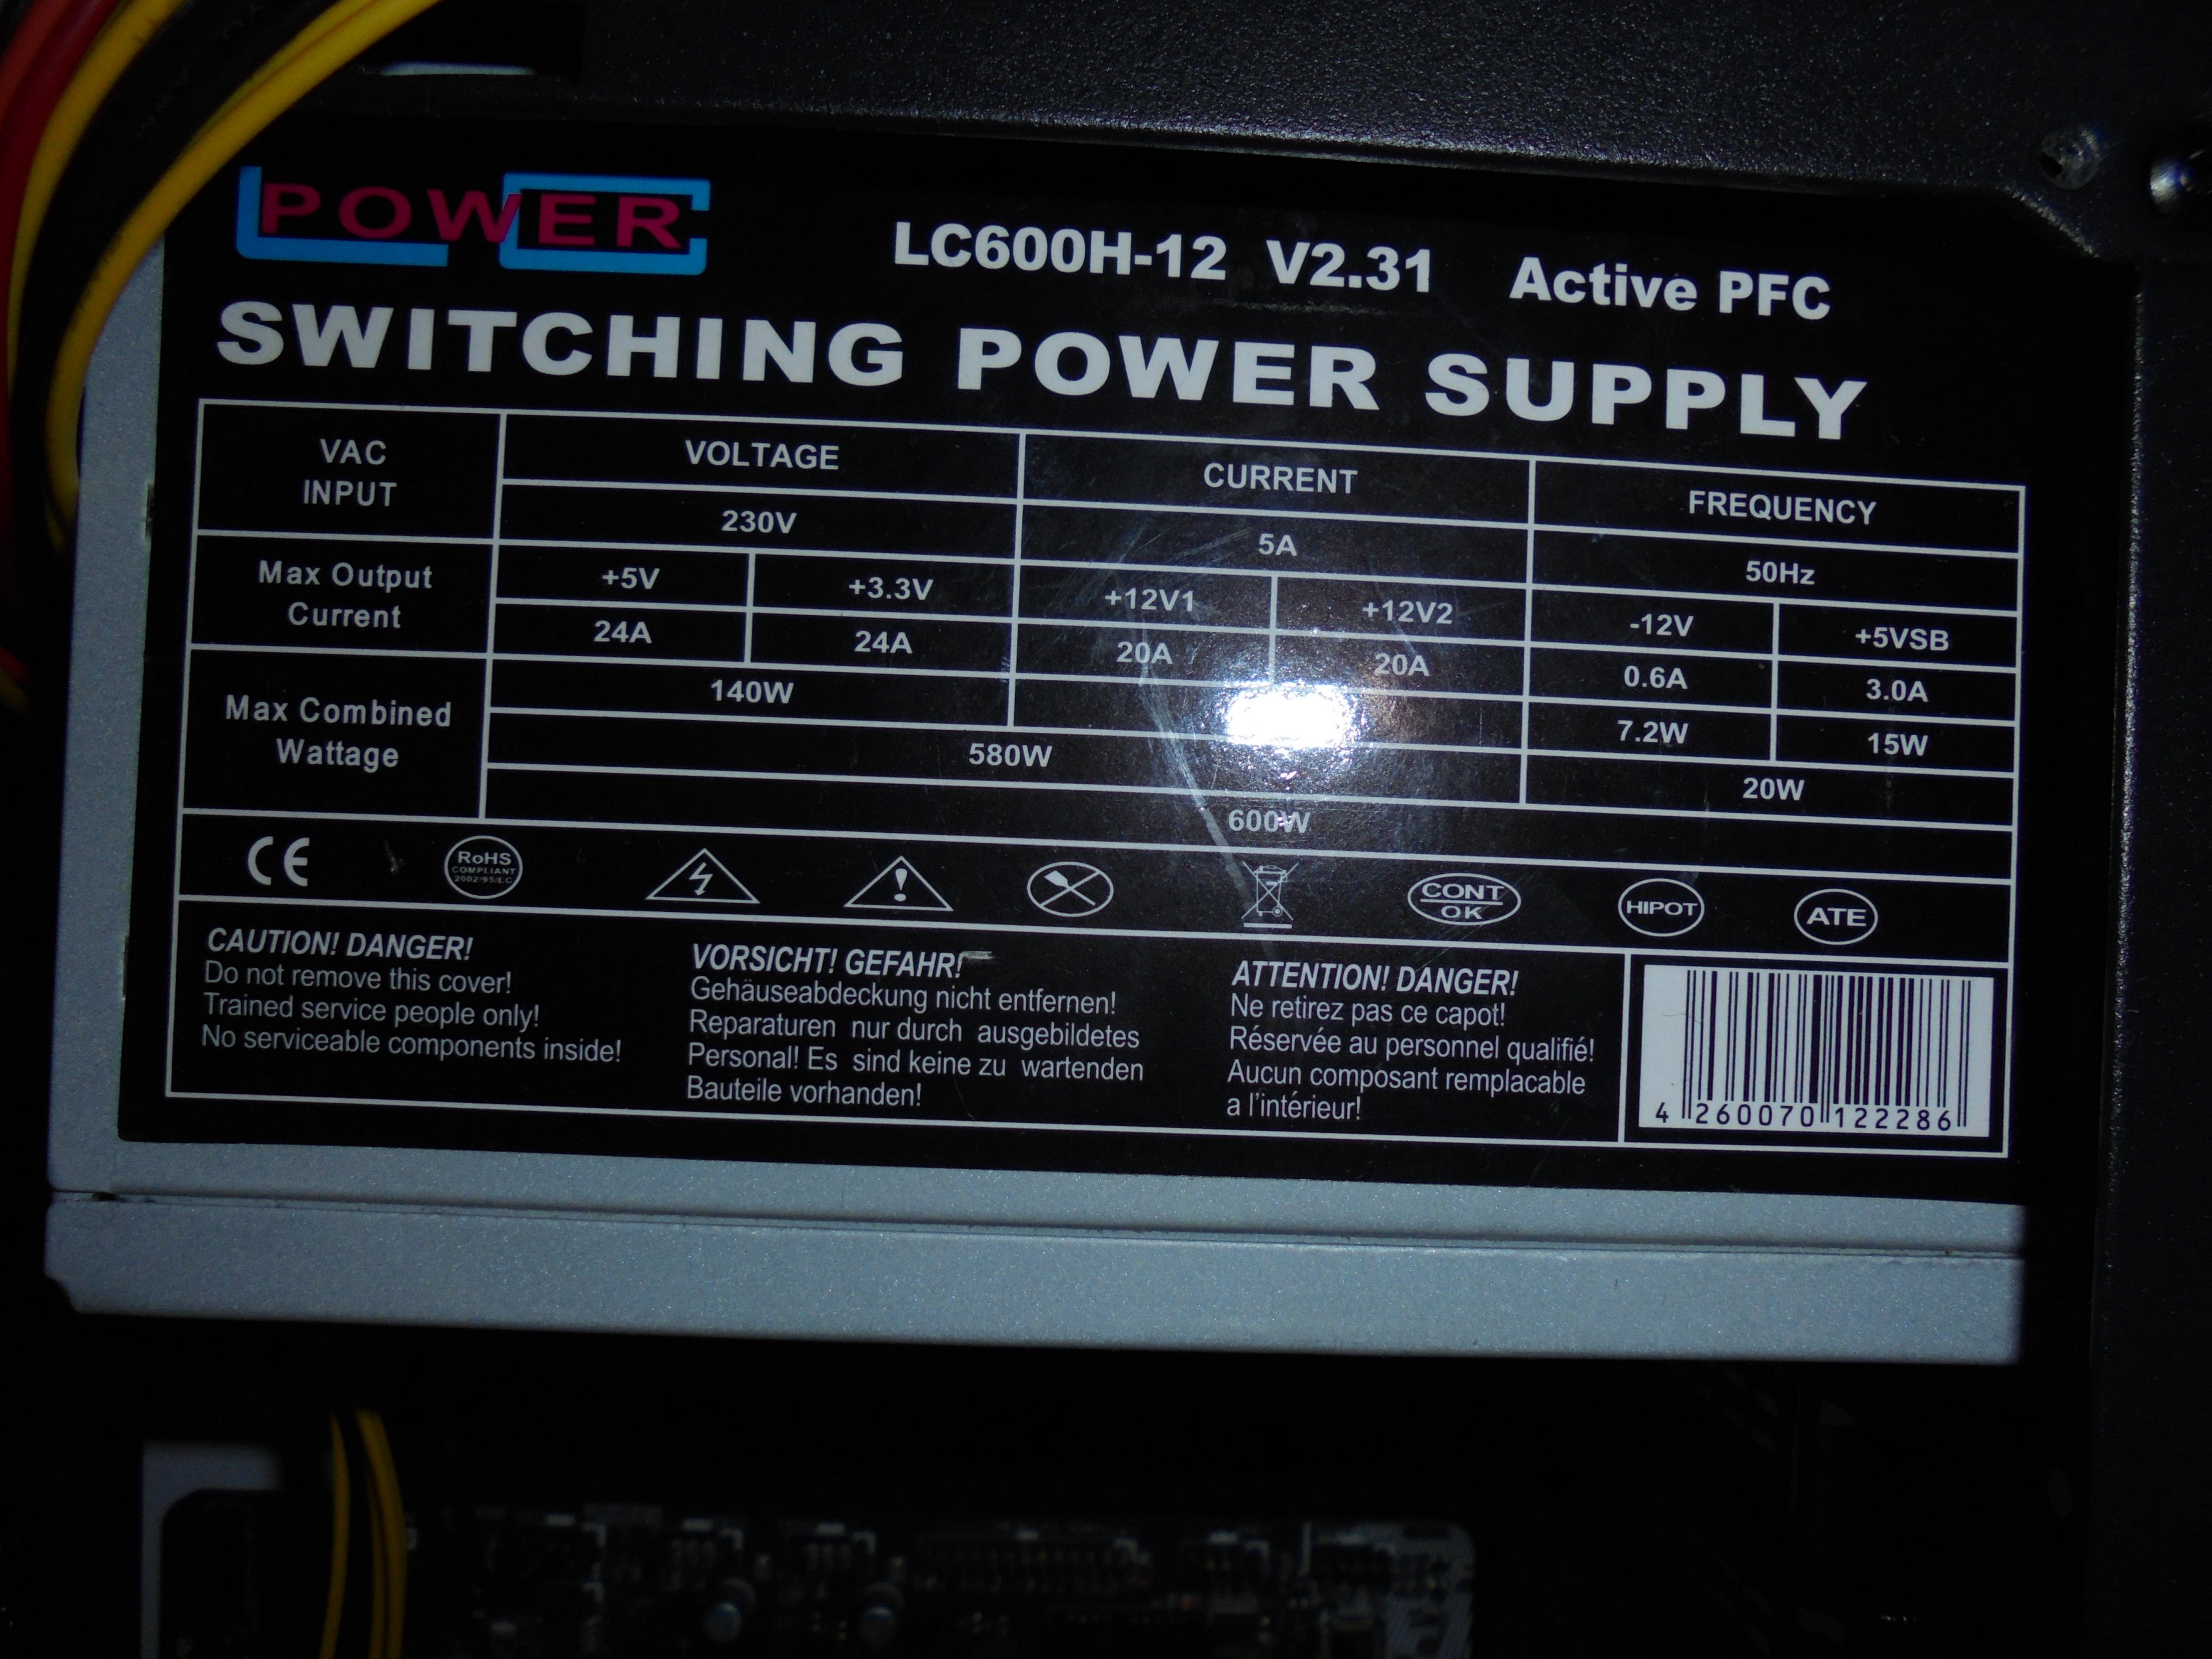 POWER
LC600H-12 V2.31 Active PFC
SWITCHING POWER SUPPLY
VAC INPUT
VOLTAGE CURRENT FREQUENCY
230V 5A 50Hz
Max Output Current
+5V +3.3V +12V1 +12V2 -12V +5VSB
24A 24A 20A 20A 0.6A 3.0A
Max Combined Wattage
140W 7.2W 15W
580W 20W
600W
CE
RoHS
COMPLIANT
2002/95/EC
CONT
OK
HIPOT
ATE
CAUTION! DANGER!
Do not remove this cover!
Trained service people only!
No serviceable components inside!
VORSICHT! GEFAHR!
Gehäuseabdeckung nicht entfernen!
Reparaturen nur durch ausgebildetes
Personal! Es sind keine zu wartenden
Bauteile vorhanden!
ATTENTION! DANGER!
Ne retirez pas ce capot!
Réservée au personnel qualifié!
Aucun composant remplacable
a l'intérieur!
4 260070 122286